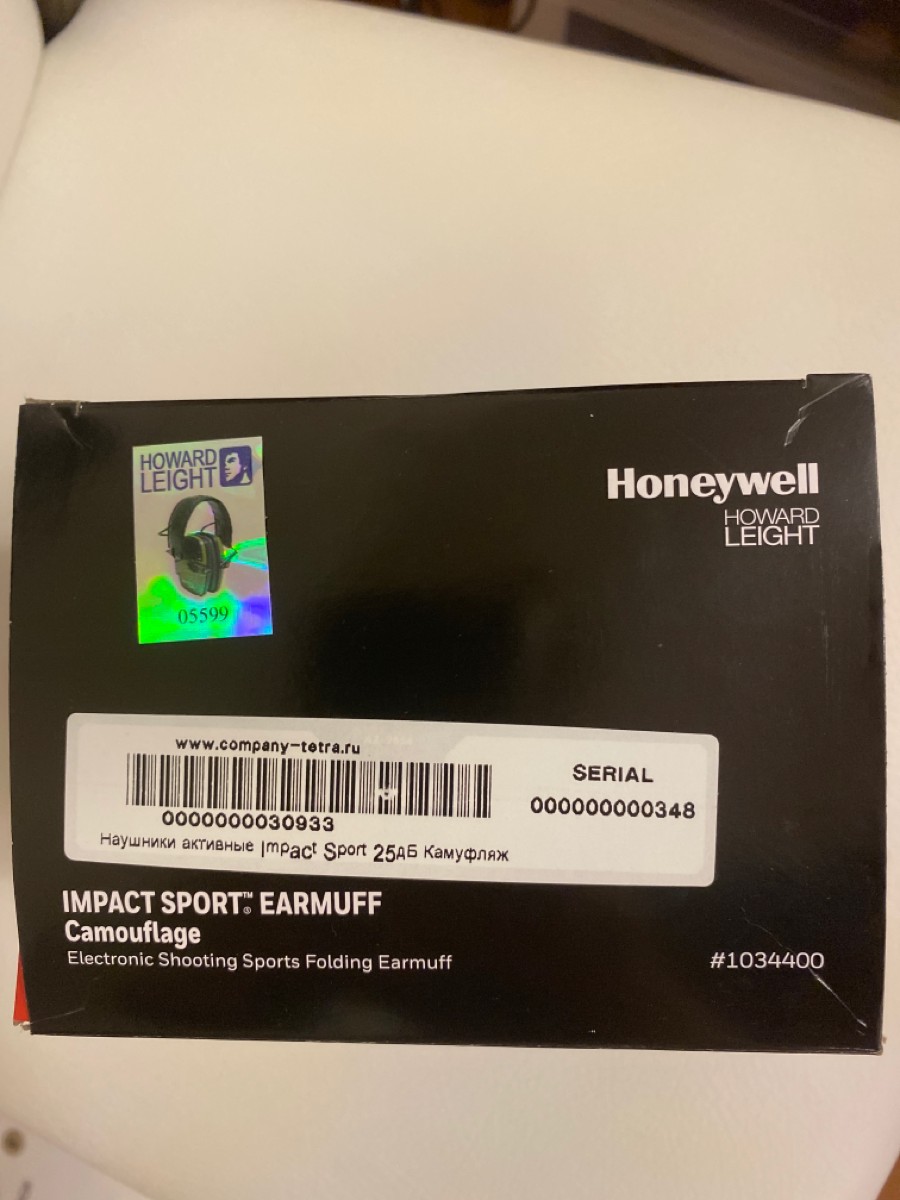 HOWARD
LEIGHT
05599
Honeywell
HOWARD
LEIGHT
www.company-tetra.ru
0000000030933
Наушники активные Impact Sport 25дБ Камуфляж
SERIAL
000000000348
IMPACT SPORT™® EARMUFF
Camouflage
Electronic Shooting Sports Folding Earmuff
#1034400